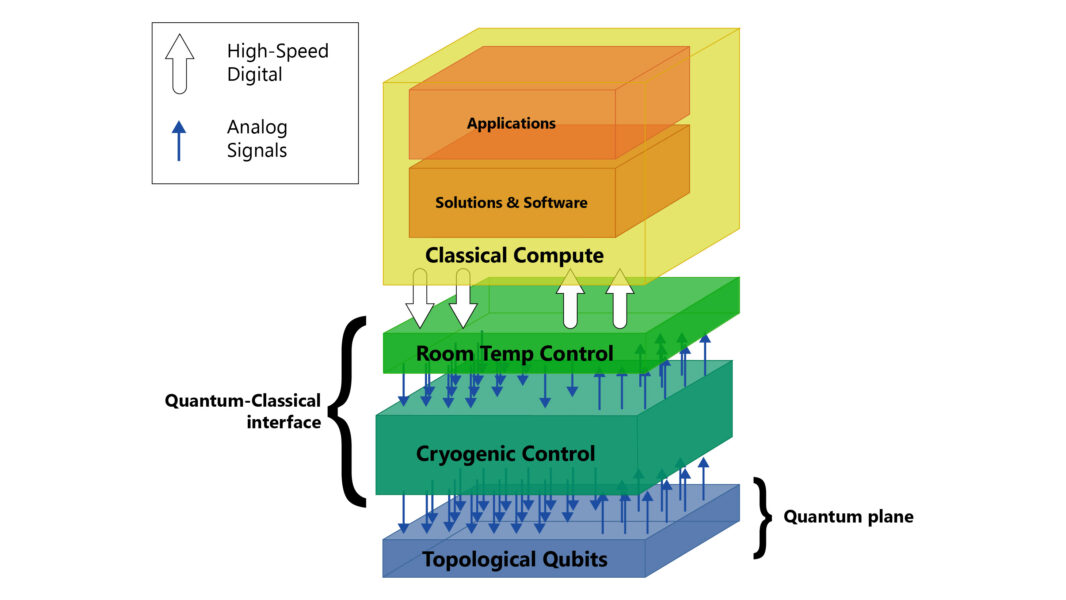 High-Speed
Digital
Analog
Signals
Applications
Solutions & Software
Classical Compute
Room Temp Control
Quantum-Classical
interface
Cryogenic Control
Quantum plane
Topological Qubits